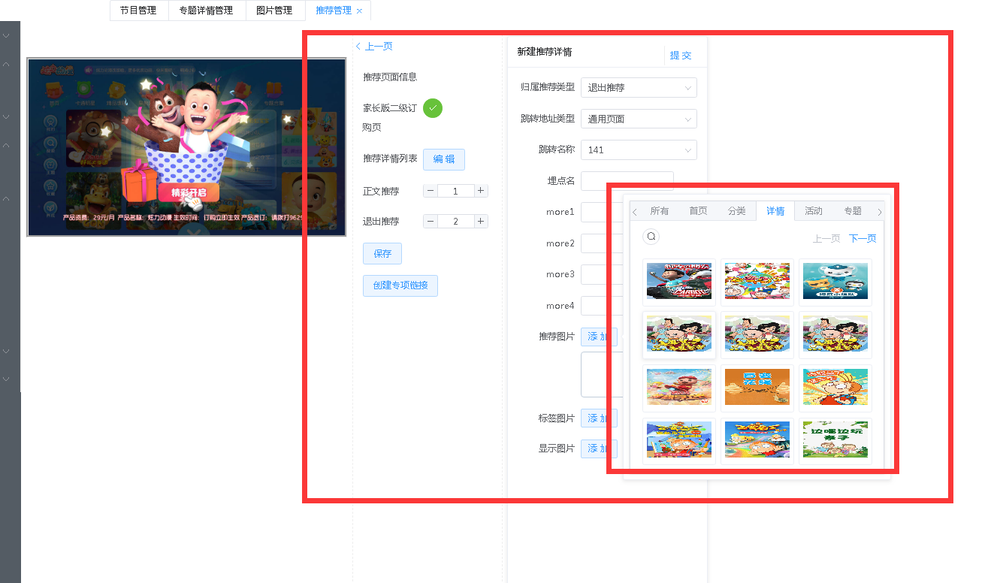 节目管理
专题详情管理
图片管理
推荐管理
精彩开启
产品资费：29元/月 产品名称：炫力动漫 生效时间：订购立即生效 产品退订：请拨打9629
上一页
推荐页面信息
家长版二级订
购页
推荐详情列表
编 辑
正文推荐
1
退出推荐
2
保存
创建专项链接
新建推荐详情
提 交
归属推荐类型
退出推荐
跳转地址类型
通用页面
跳转名称
141
埋点名
more1
more2
more3
more4
推荐图片
添 加
标签图片
添 加
显示图片
添 加
所有
首页
分类
详情
活动
专题
上一页
下一页
边唱边玩
亲子